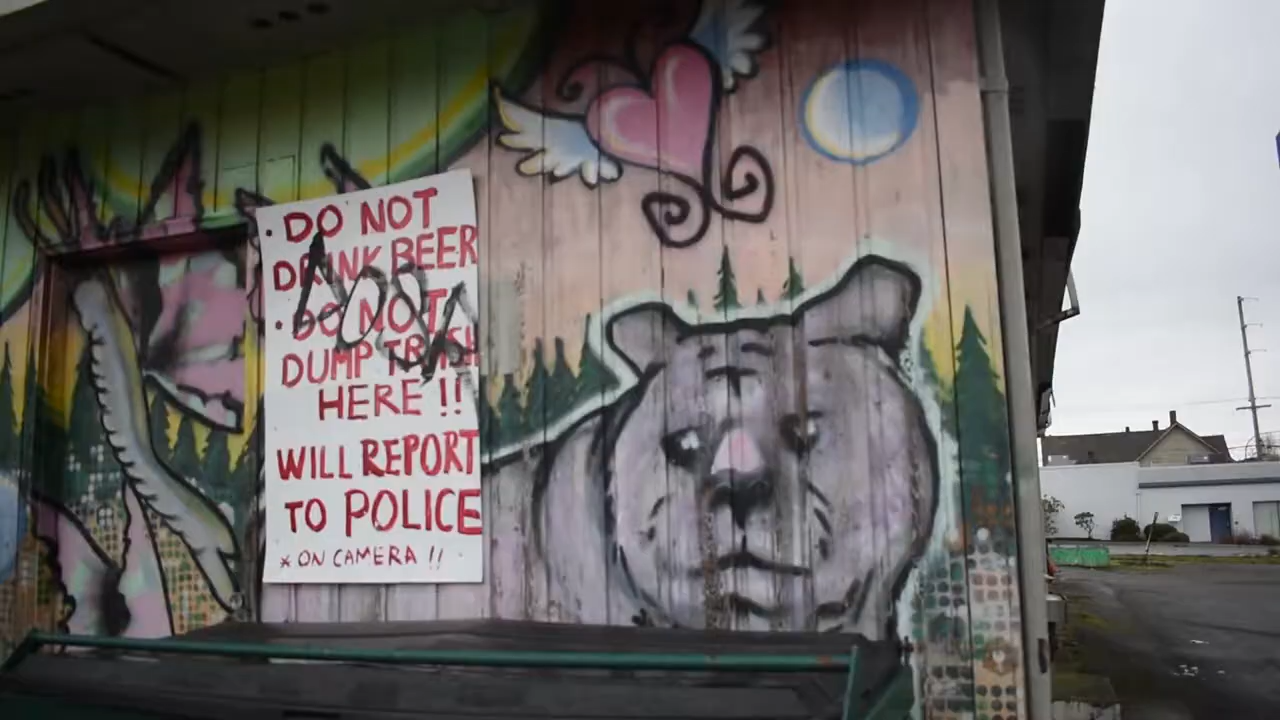 · DO NOT
DRINK BEER
· DO NOT
DUMP TRASH
HERE !!
WILL REPORT
TO POLICE
* ON CAMERA !!